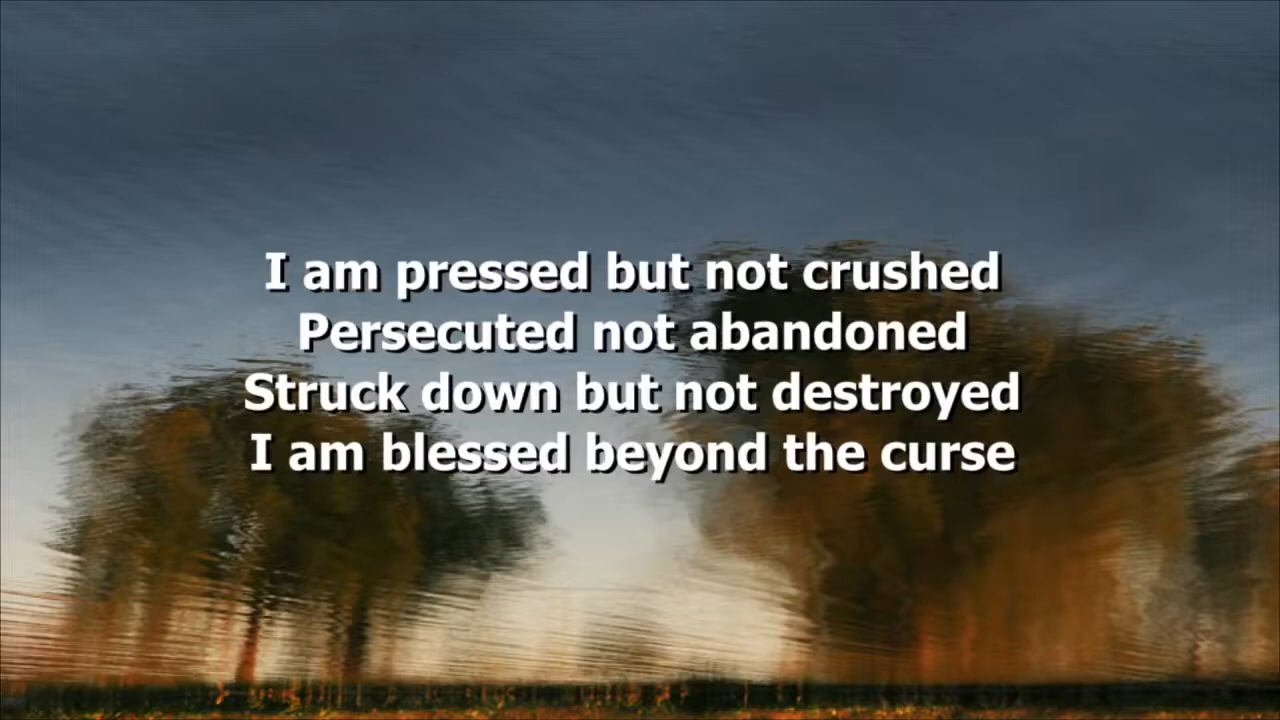 I am pressed but not crushed
Persecuted not abandoned
Struck down but not destroyed
I am blessed beyond the curse